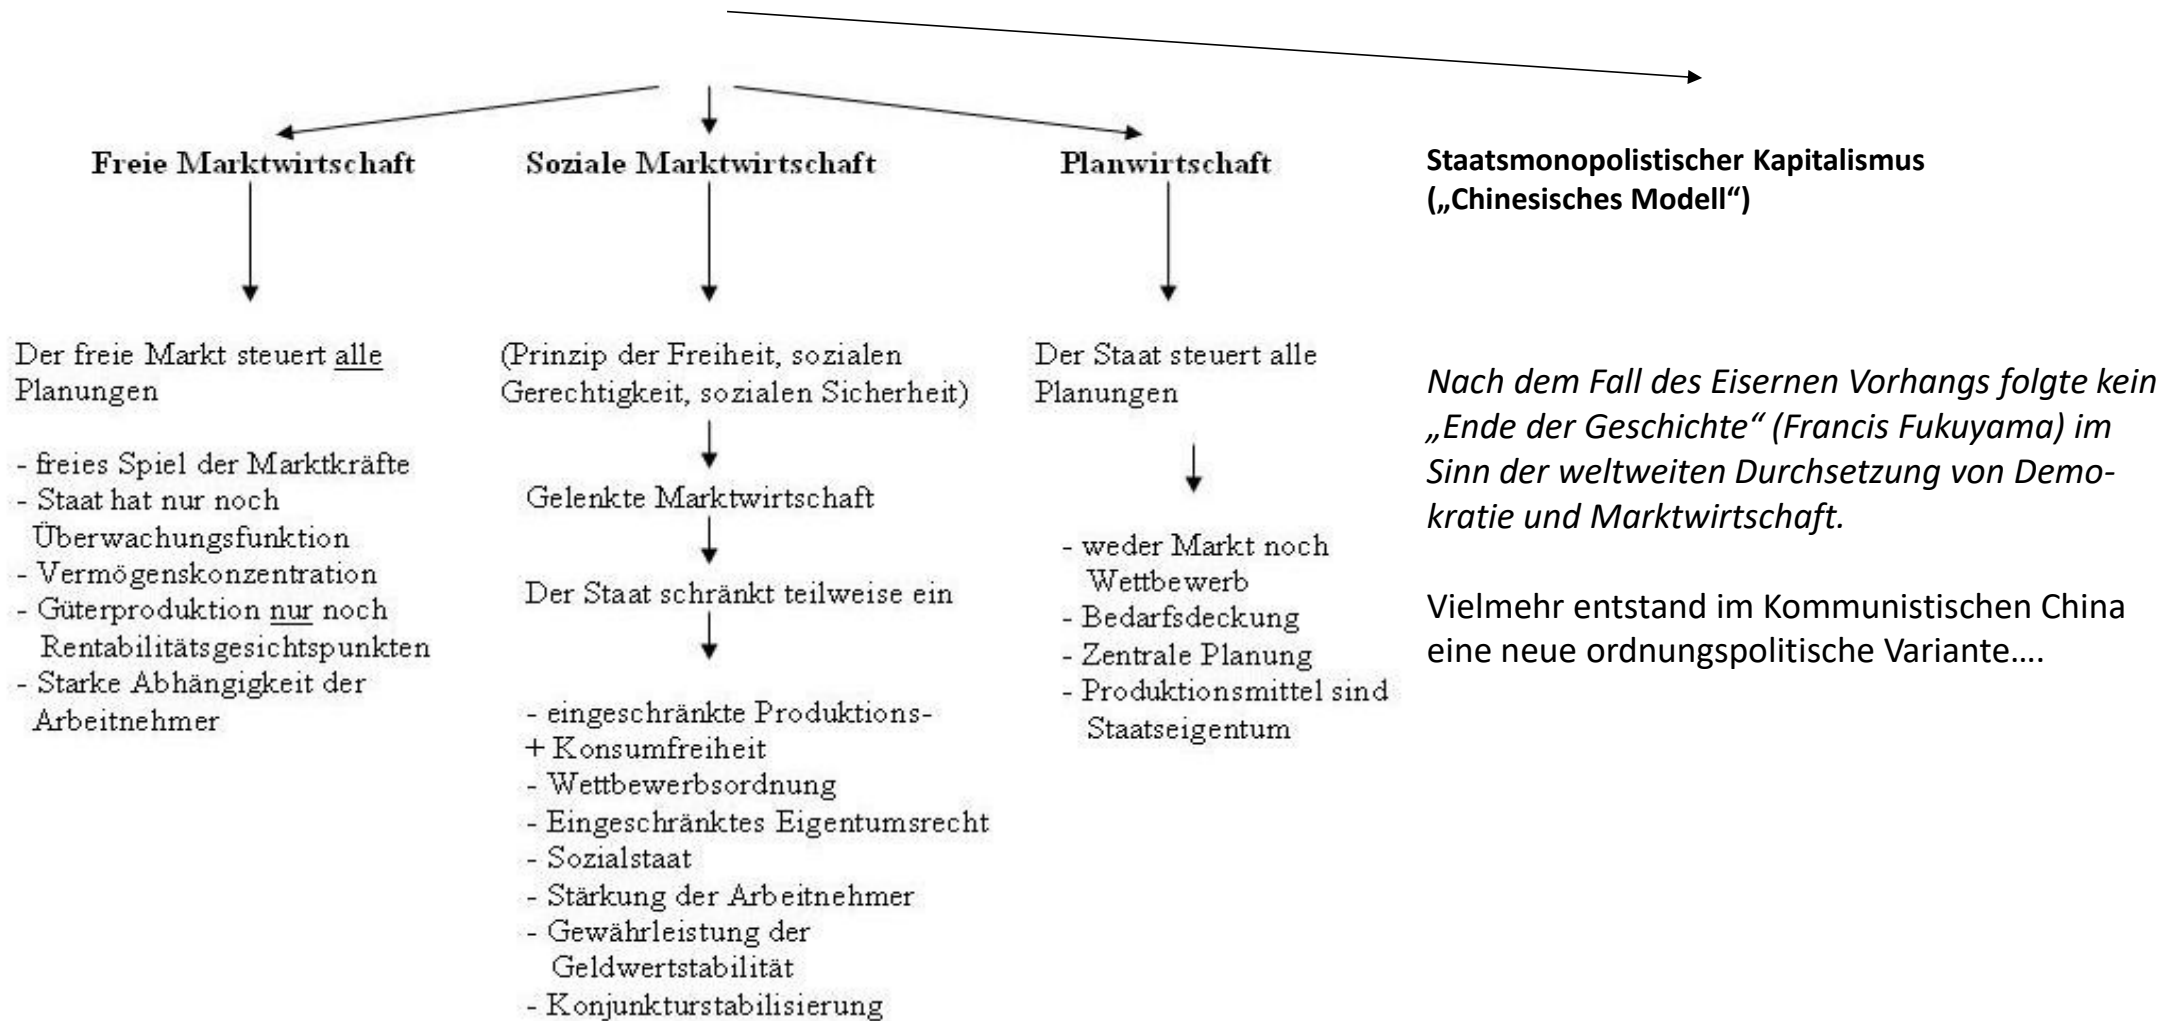 Freie Marktwirtschaft
Der freie Markt steuert alle
Planungen
- freies Spiel der Marktkräfte
- Staat hat nur noch
Überwachungsfunktion
- Vermögenskonzentration
- Güterproduktion nur noch
Rentabilitätsgesichtspunkten
- Starke Abhängigkeit der
Arbeitnehmer
Soziale Marktwirtschaft
(Prinzip der Freiheit, sozialen
Gerechtigkeit, sozialen Sicherheit)
Gelenkte Marktwirtschaft
Der Staat schränkt teilweise ein
- eingeschränkte Produktions-
+ Konsumfreiheit
- Wettbewerbsordnung
- Eingeschränktes Eigentumsrecht
- Sozialstaat
- Stärkung der Arbeitnehmer
- Gewährleistung der
Geldwertstabilität
- Konjunkturstabilisierung
Planwirtschaft
Der Staat steuert alle
Planungen
- weder Markt noch
Wettbewerb
- Bedarfsdeckung
- Zentrale Planung
- Produktionsmittel sind
Staatseigentum
Staatsmonopolistischer Kapitalismus
(„Chinesisches Modell“)
Nach dem Fall des Eisernen Vorhangs folgte kein
„Ende der Geschichte“ (Francis Fukuyama) im
Sinn der weltweiten Durchsetzung von Demo-
kratie und Marktwirtschaft.
Vielmehr entstand im Kommunistischen China
eine neue ordnungspolitische Variante….